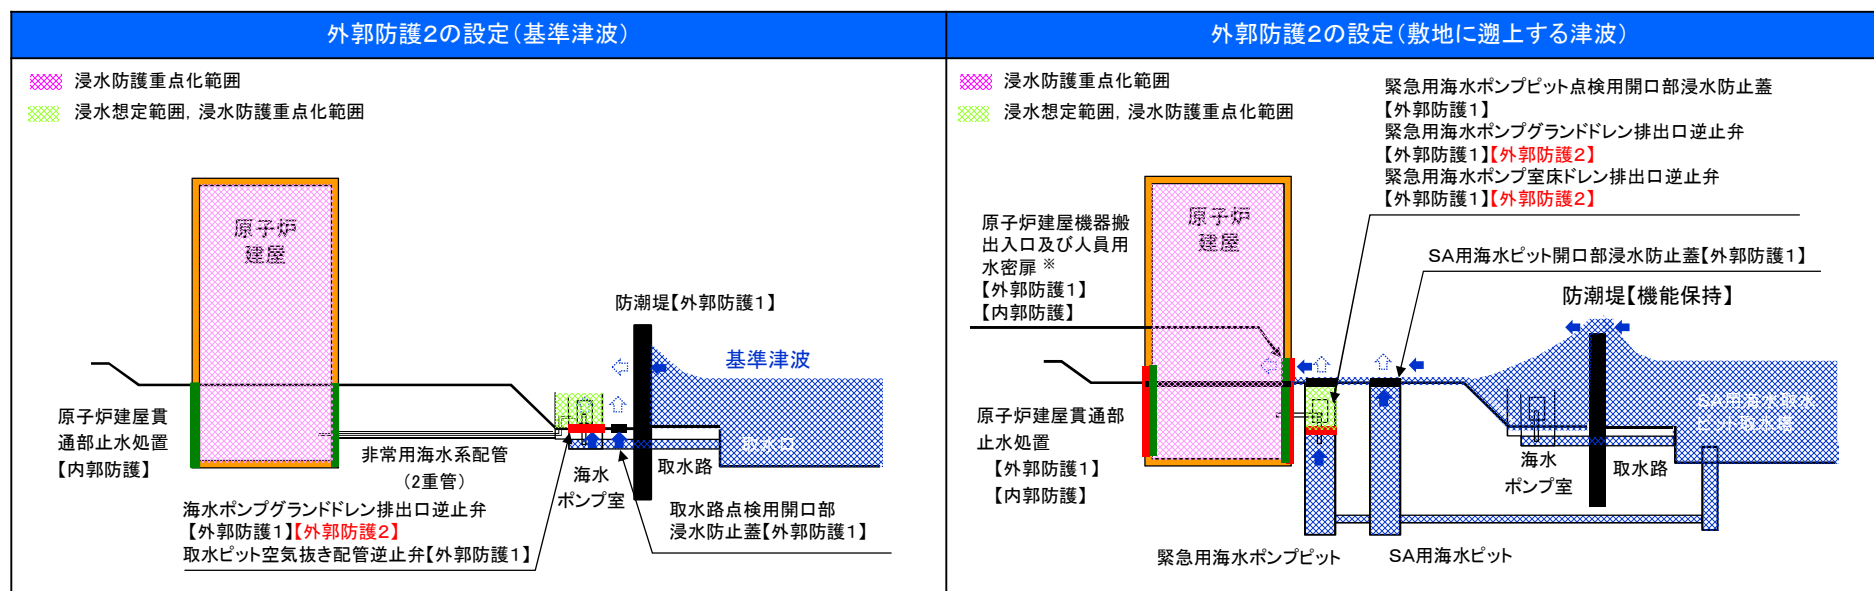 外郭防護2の設定(基準津波)
浸水防護重点化範囲
浸水想定範囲, 浸水防護重点化範囲
原子炉
建屋
防潮堤【外郭防護1】
基準津波
原子炉建屋貫
通部止水処置
【内郭防護】
非常用海水系配管
(2重管)
海水
ポンプ室
取水路
取水口
海水ポンプグランドドレン排出口逆止弁
【外郭防護1】【外郭防護2】
取水ピット空気抜き配管逆止弁【外郭防護1】
取水路点検用開口部
浸水防止蓋【外郭防護1】
外郭防護2の設定(敷地に遡上する津波)
浸水防護重点化範囲
浸水想定範囲, 浸水防護重点化範囲
緊急用海水ポンプピット点検用開口部浸水防止蓋
【外郭防護1】
緊急用海水ポンプグランドドレン排出口逆止弁
【外郭防護1】【外郭防護2】
緊急用海水ポンプ室床ドレン排出口逆止弁
【外郭防護1】【外郭防護2】
原子炉建屋機器搬
出入口及び人員用
水密扉※
【外郭防護1】
【内郭防護】
原子炉
建屋
SA用海水ピット開口部浸水防止蓋【外郭防護1】
防潮堤【機能保持】
SA用海水取水
ピット取水塔
原子炉建屋貫通部
止水処置
【外郭防護1】
【内郭防護】
海水
ポンプ室
取水路
緊急用海水ポンプピット
SA用海水ピット